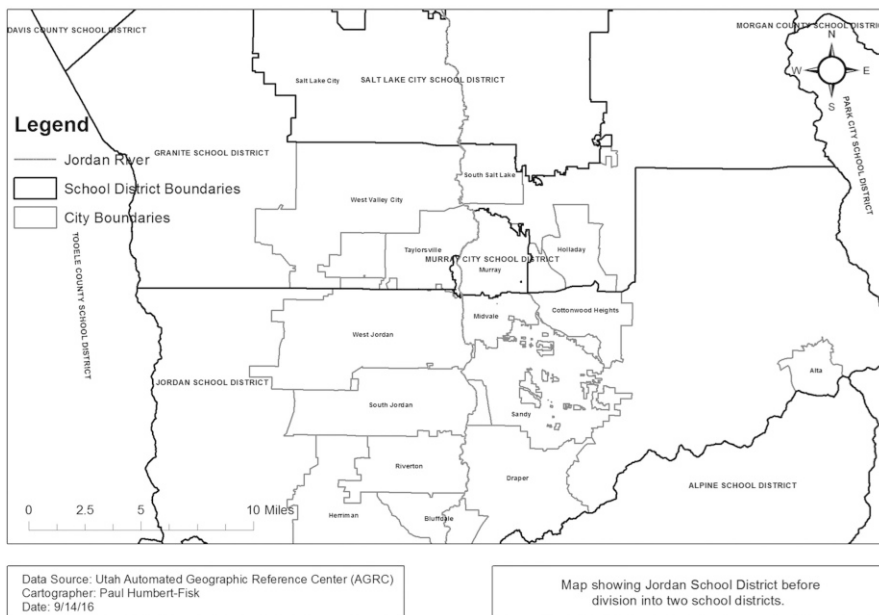 DAVIS COUNTY SCHOOL DISTRICT
MORGAN COUNTY SCHOOL DISTRICT
N
W
E
S
Salt Lake City
SALT LAKE CITY SCHOOL DISTRICT
PARK CITY SCHOOL DISTRICT
Legend
Jordan River
School District Boundaries
City Boundaries
GRANITE SCHOOL DISTRICT
South Salt Lake
West Valley City
TOOELE COUNTY SCHOOL DISTRICT
Taylorsville
Holladay
MURRAY CITY SCHOOL DISTRICT
Murray
Midvale
Cottonwood Heights
West Jordan
Alta
JORDAN SCHOOL DISTRICT
South Jordan
Sandy
Riverton
Draper
ALPINE SCHOOL DISTRICT
Herriman
Bluffdale
0 2.5 5 10 Miles
Data Source: Utah Automated Geographic Reference Center (AGRC)
Cartographer: Paul Humbert-Fisk
Date: 9/14/16
Map showing Jordan School District before
division into two school districts.